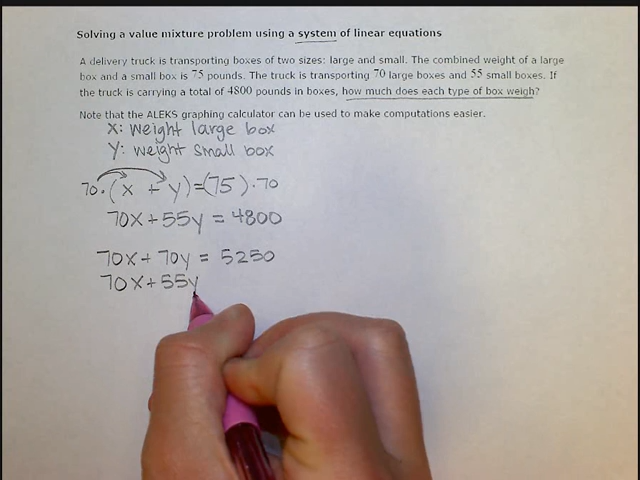 Solving a value mixture problem using a system of linear equations
A delivery truck is transporting boxes of two sizes: large and small. The combined weight of a large
box and a small box is 75 pounds. The truck is transporting 70 large boxes and 55 small boxes. If
the truck is carrying a total of 4800 pounds in boxes, how much does each type of box weigh?
Note that the ALEKS graphing calculator can be used to make computations easier.
X: weight large box
Y: weight small box
70·(x + y)=(75)·70
70X+55y = 4800
70X+70y = 5250
70X+55y